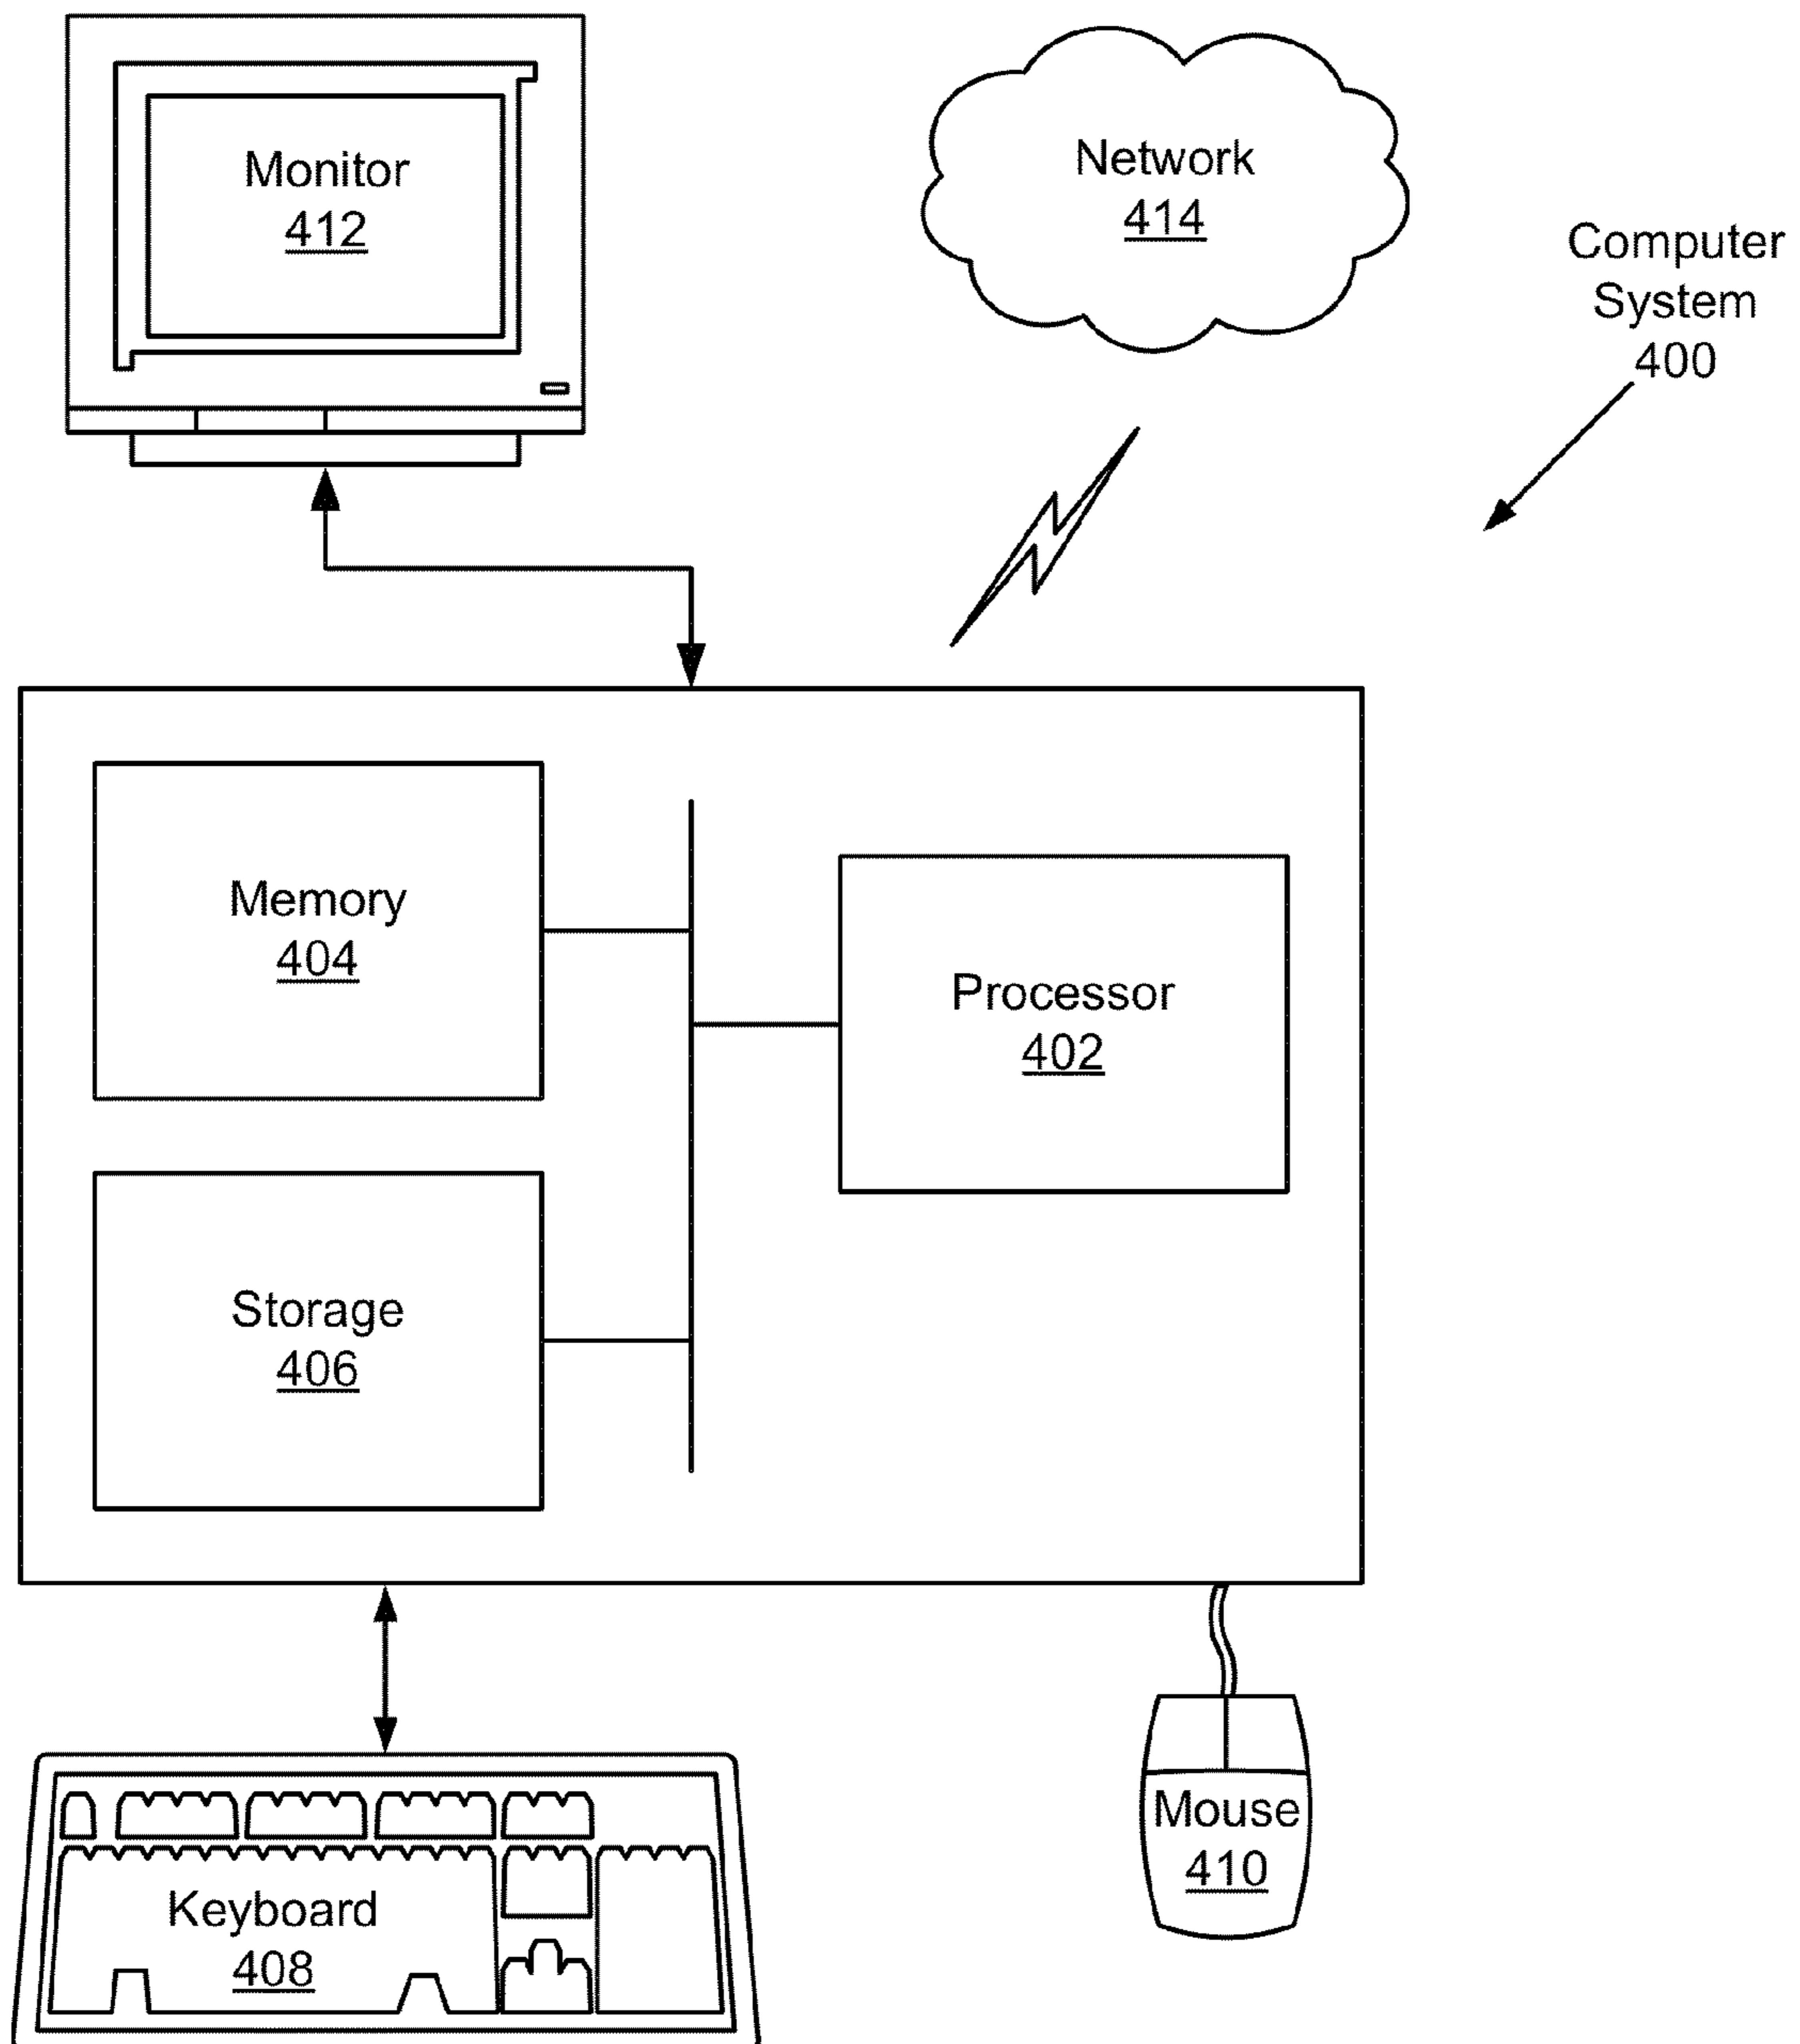 Monitor
412
Network
414
Computer
System
400
Memory
404
Processor
402
Storage
406
Mouse
410
Keyboard
408